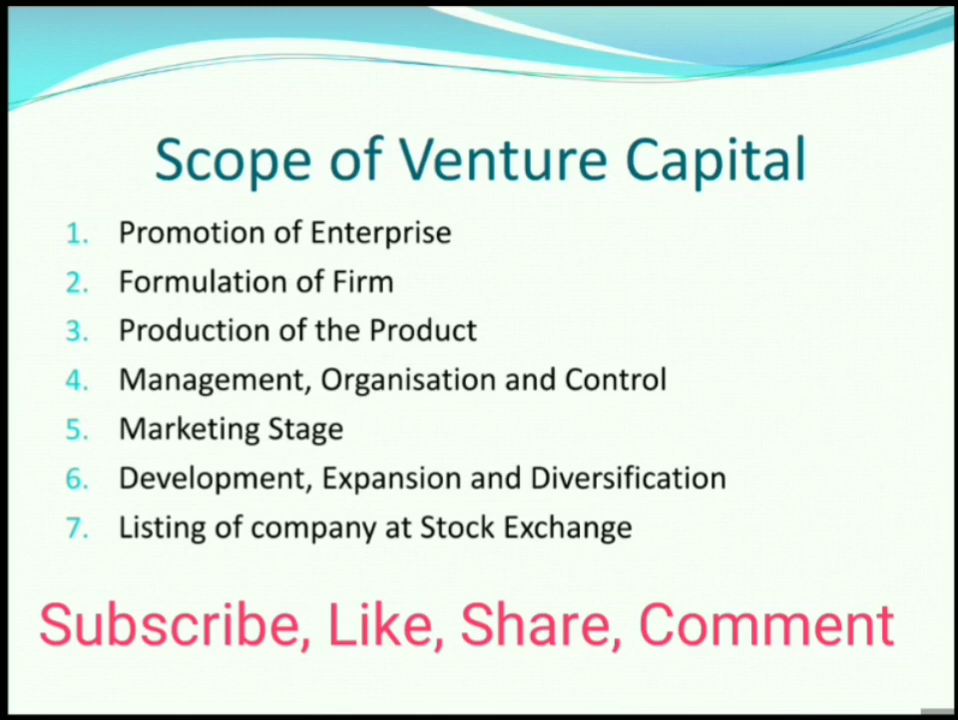 Scope of Venture Capital
1. Promotion of Enterprise
2. Formulation of Firm
3. Production of the Product
4. Management, Organisation and Control
5. Marketing Stage
6. Development, Expansion and Diversification
7. Listing of company at Stock Exchange
Subscribe, Like, Share, Comment